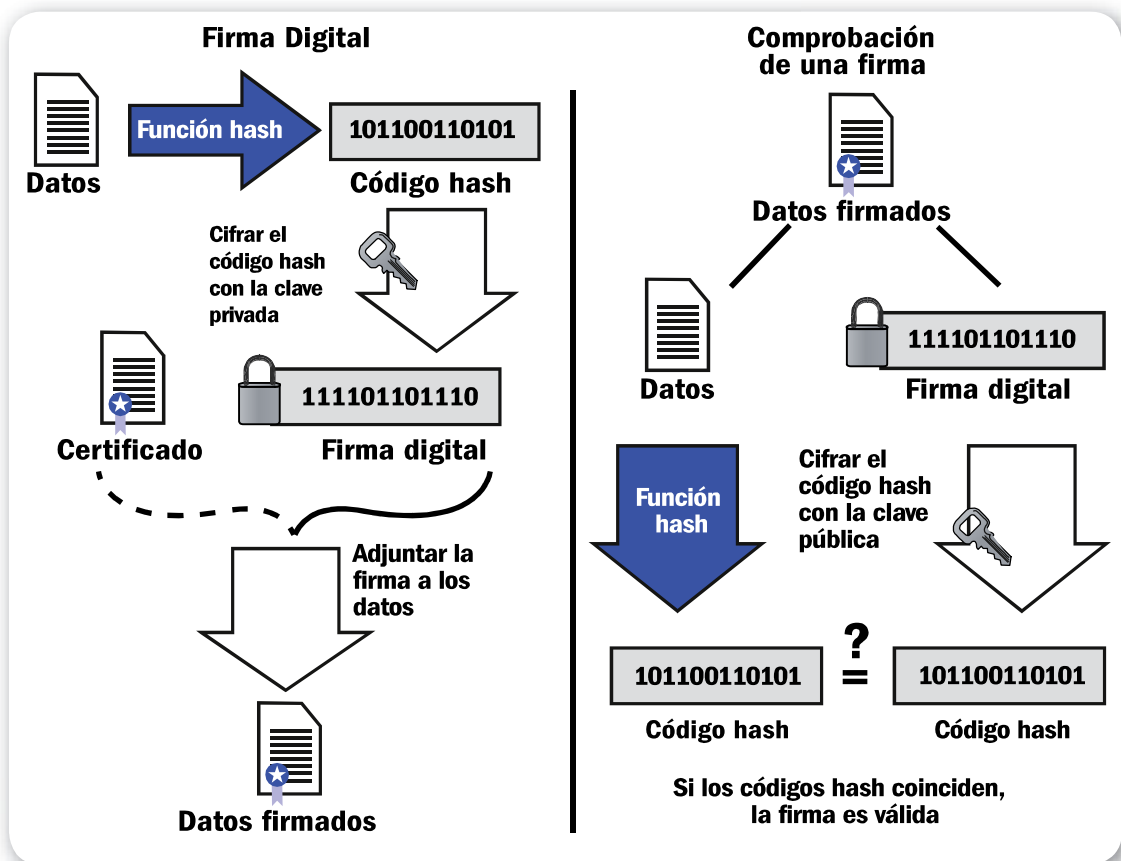 Firma Digital
Datos
Función hash
101100110101
Código hash
Cifrar el
código hash
con la clave
privada
Certificado
111101101110
Firma digital
Adjuntar la
firma a los
datos
Datos firmados
Comprobación
de una firma
Datos firmados
Datos
111101101110
Firma digital
Función
hash
Cifrar el
código hash
con la clave
pública
101100110101
?
=
101100110101
Código hash
Código hash
Si los códigos hash coinciden,
la firma es válida